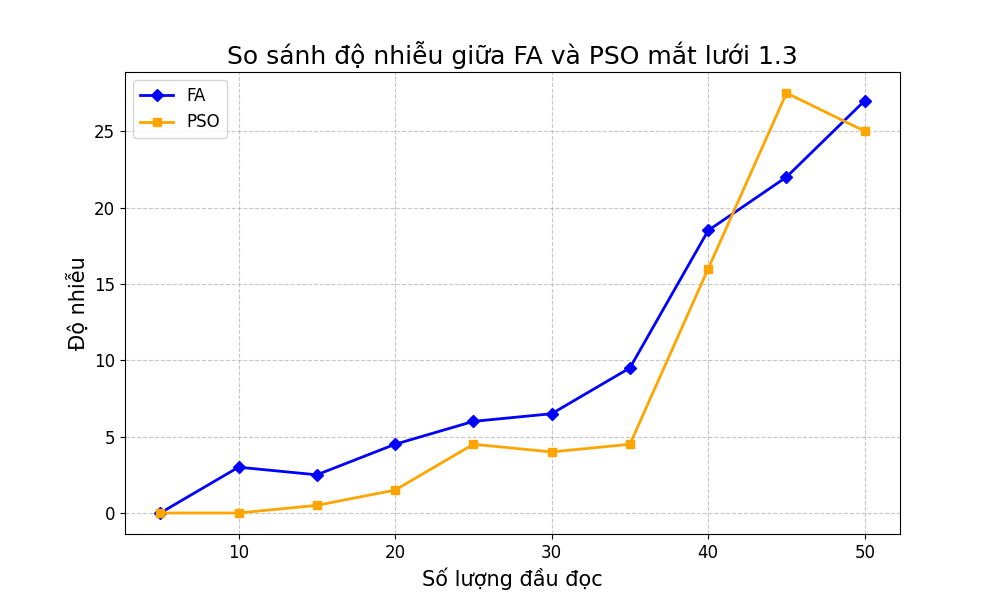 So sánh độ nhiễu giữa FA và PSO mắt lưới 1.3
FA
PSO
Độ nhiễu
25
20
15
10
5
0
10 20 30 40 50
Số lượng đầu đọc